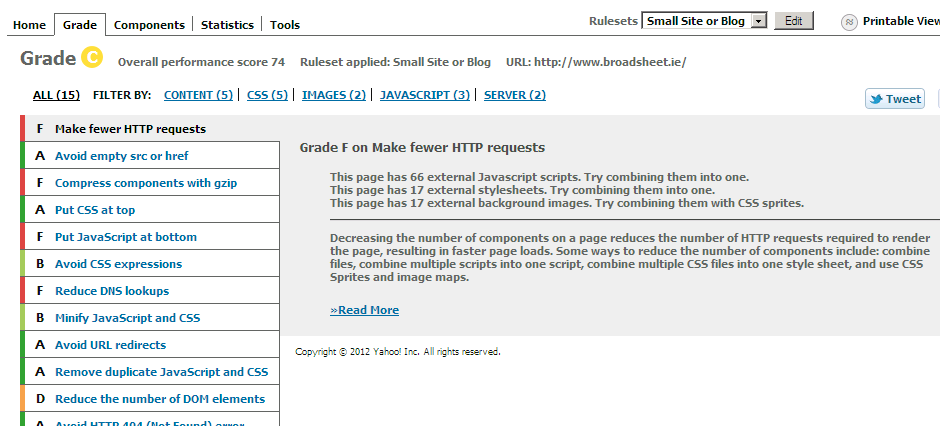 Home Grade Components Statistics Tools Rulesets Small Site or Blog Edit Printable View
Grade C Overall performance score 74 Ruleset applied: Small Site or Blog URL: http://www.broadsheet.ie/
ALL (15) FILTER BY: CONTENT (5) CSS (5) IMAGES (2) JAVASCRIPT (3) SERVER (2)
Tweet
F Make fewer HTTP requests
A Avoid empty src or href
F Compress components with gzip
A Put CSS at top
F Put JavaScript at bottom
B Avoid CSS expressions
F Reduce DNS lookups
B Minify JavaScript and CSS
A Avoid URL redirects
A Remove duplicate JavaScript and CSS
D Reduce the number of DOM elements
A Avoid HTTP 404 (Not Found) error
Grade F on Make fewer HTTP requests
This page has 66 external Javascript scripts. Try combining them into one.
This page has 17 external stylesheets. Try combining them into one.
This page has 17 external background images. Try combining them with CSS sprites.
Decreasing the number of components on a page reduces the number of HTTP requests required to render
the page, resulting in faster page loads. Some ways to reduce the number of components include: combine
files, combine multiple scripts into one script, combine multiple CSS files into one style sheet, and use CSS
Sprites and image maps.
»Read More
Copyright © 2012 Yahoo! Inc. All rights reserved.